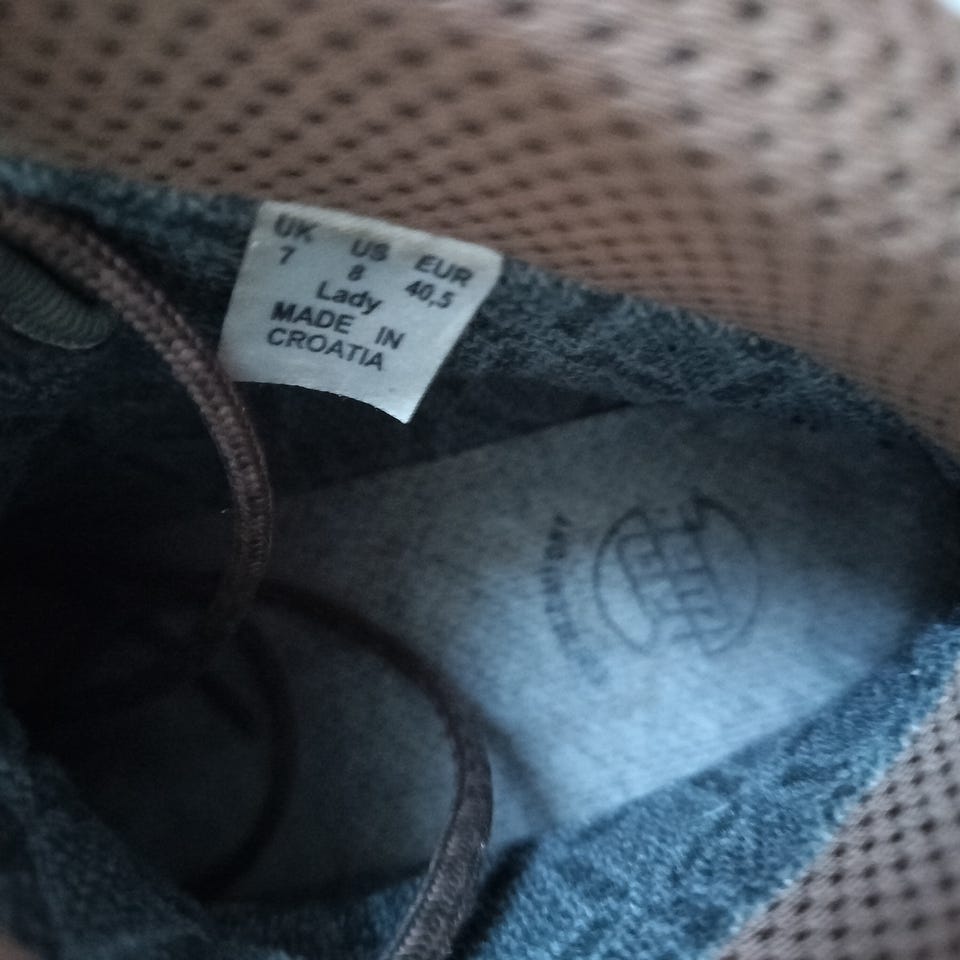 UK US EUR
7 8 40,5
Lady
MADE IN
CROATIA